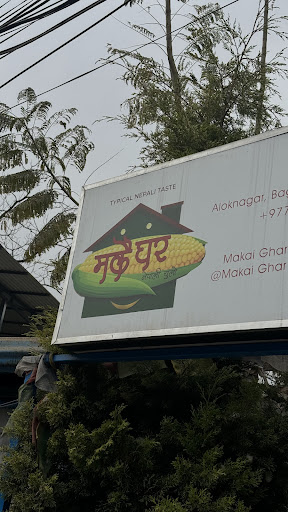 TYPICAL NEPALI TASTE
मकै घर
Aloknagar, Bag
+977
Makai Ghar
@Makai Ghar